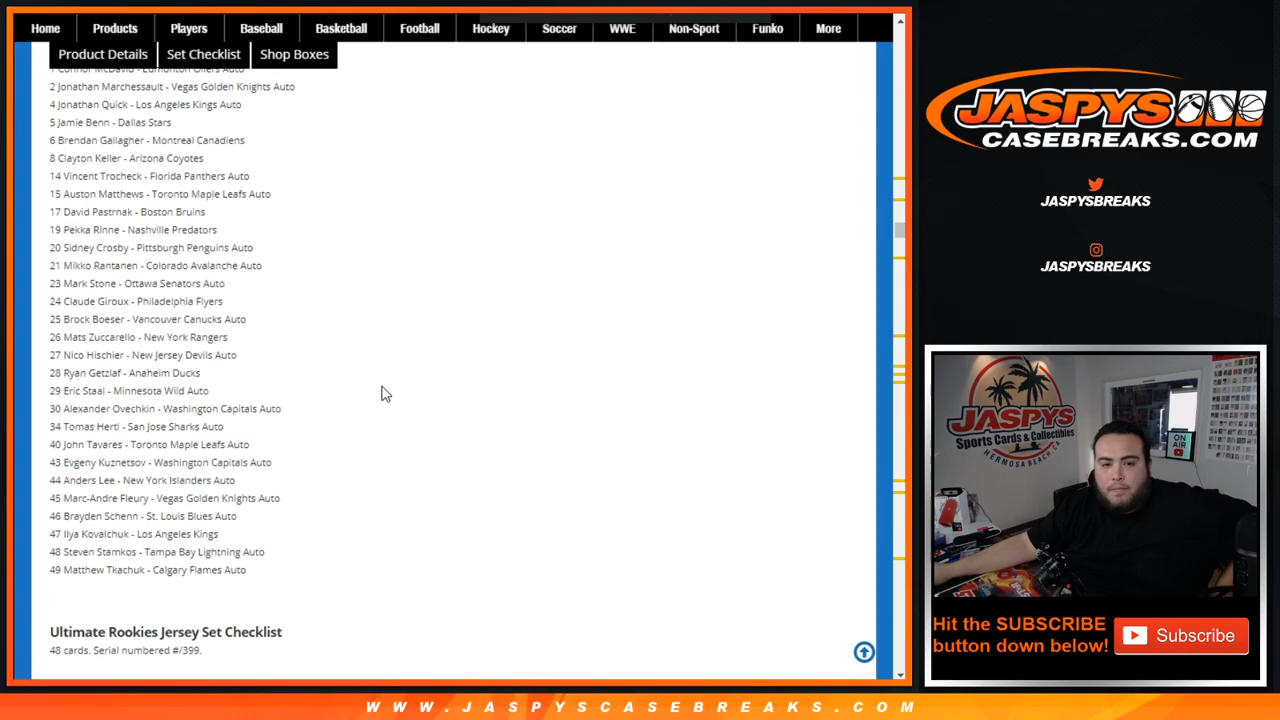 Home Products Players Baseball Basketball Football Hockey Soccer WWE Non-Sport Funko More
Product Details Set Checklist Shop Boxes
1 Connor McDavid - Edmonton Oilers Auto
2 Jonathan Marchessault - Vegas Golden Knights Auto
4 Jonathan Quick - Los Angeles Kings Auto
5 Jamie Benn - Dallas Stars
6 Brendan Gallagher - Montreal Canadiens
8 Clayton Keller - Arizona Coyotes
14 Vincent Trocheck - Florida Panthers Auto
15 Auston Matthews - Toronto Maple Leafs Auto
17 David Pastrnak - Boston Bruins
19 Pekka Rinne - Nashville Predators
20 Sidney Crosby - Pittsburgh Penguins Auto
21 Mikko Rantanen - Colorado Avalanche Auto
23 Mark Stone - Ottawa Senators Auto
24 Claude Giroux - Philadelphia Flyers
25 Brock Boeser - Vancouver Canucks Auto
26 Mats Zuccarello - New York Rangers
27 Nico Hischier - New Jersey Devils Auto
28 Ryan Getzlaf - Anaheim Ducks
29 Eric Staal - Minnesota Wild Auto
30 Alexander Ovechkin - Washington Capitals Auto
34 Tomas Hertl - San Jose Sharks Auto
40 John Tavares - Toronto Maple Leafs Auto
43 Evgeny Kuznetsov - Washington Capitals Auto
44 Anders Lee - New York Islanders Auto
45 Marc-Andre Fleury - Vegas Golden Knights Auto
46 Brayden Schenn - St. Louis Blues Auto
47 Ilya Kovalchuk - Los Angeles Kings
48 Steven Stamkos - Tampa Bay Lightning Auto
49 Matthew Tkachuk - Calgary Flames Auto
Ultimate Rookies Jersey Set Checklist
48 cards. Serial numbered #/399.
JASPYS
CASEBREAKS.COM
JASPYSBREAKS
JASPYSBREAKS
JASPYS
Sports Cards & Collectibles
HERMOSA BEACH CA
ON
AIR
Hit the SUBSCRIBE
button down below!
Subscribe
WWW.JASPYSCASEBREAKS.COM